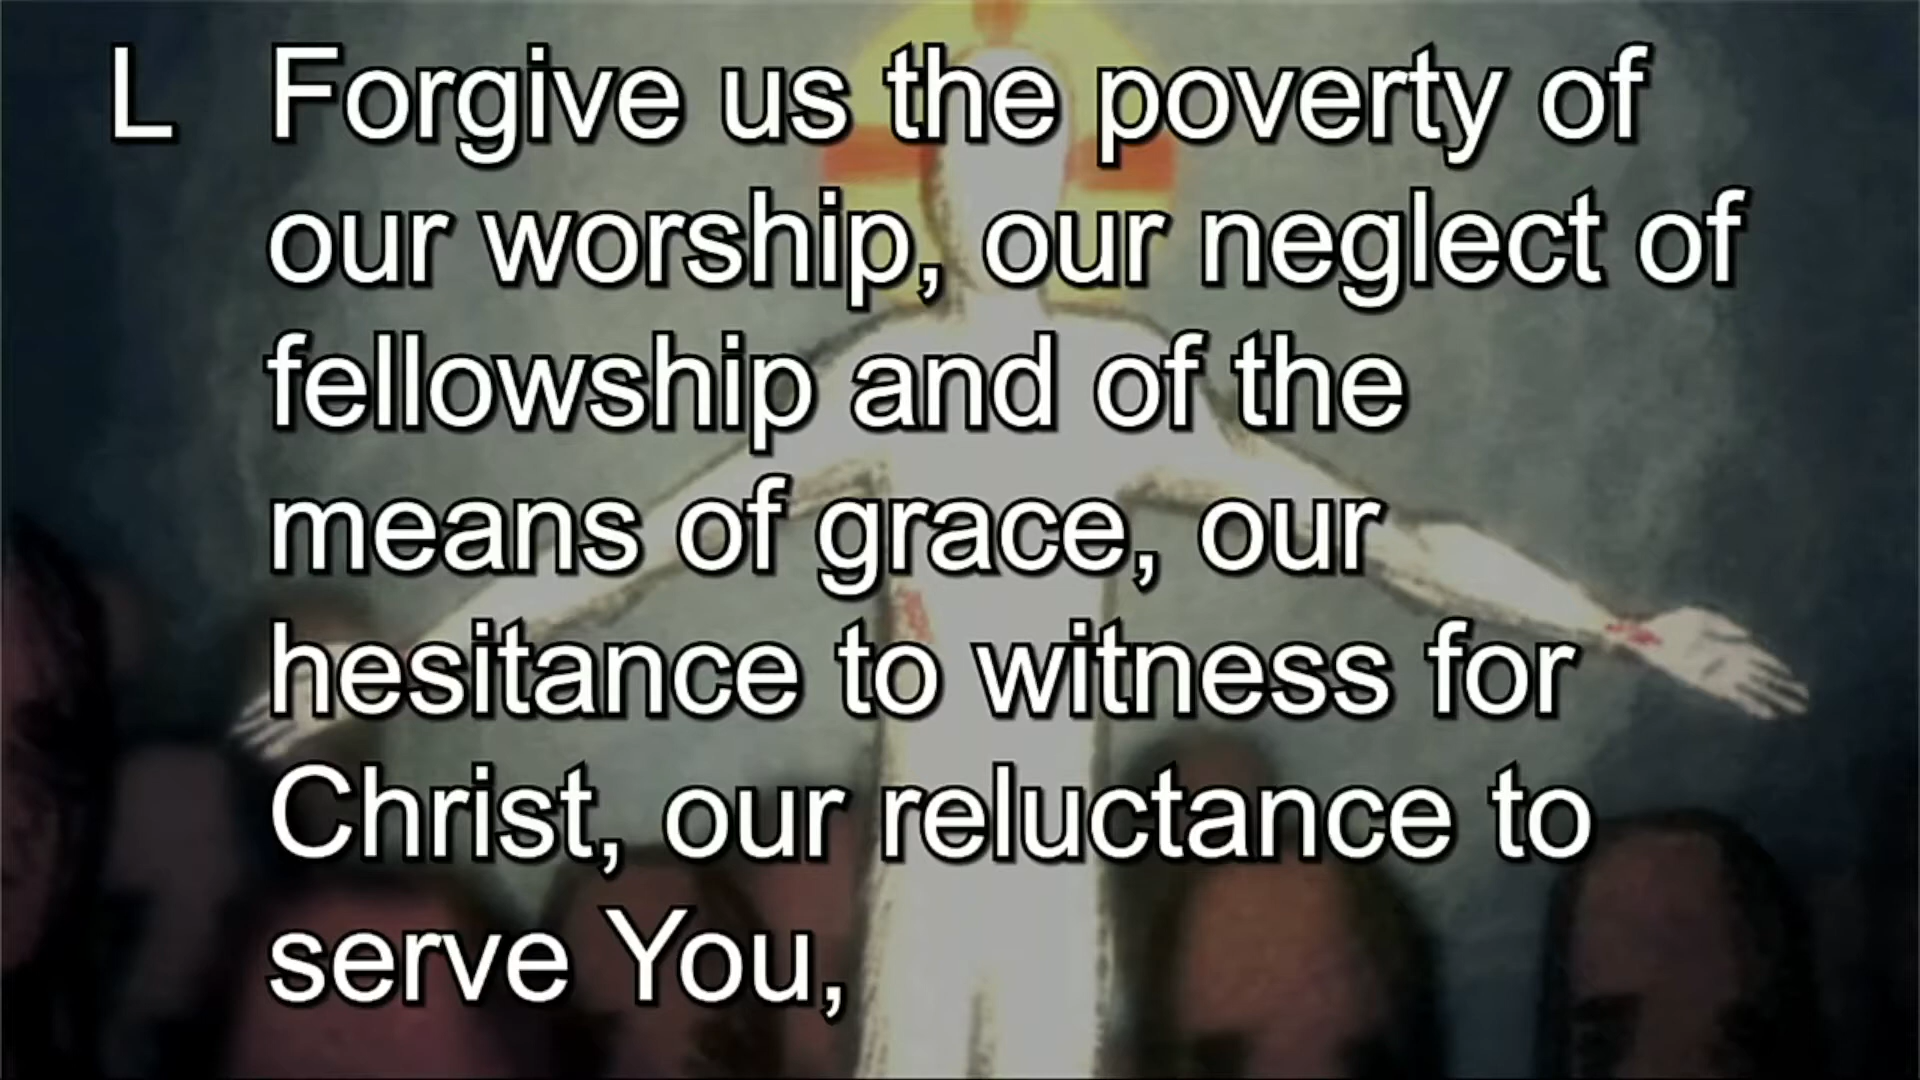 L Forgive us the poverty of
our worship, our neglect of
fellowship and of the
means of grace, our
hesitance to witness for
Christ, our reluctance to
serve You,